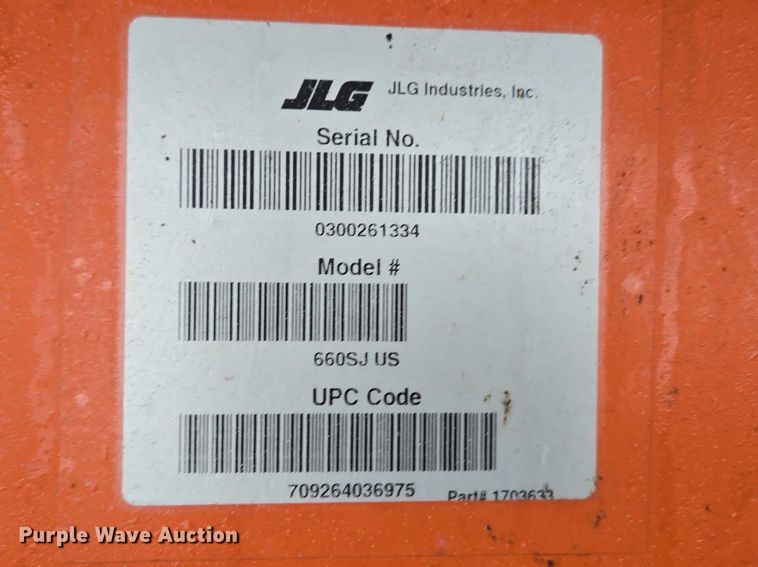 JLG JLG Industries, Inc.
Serial No.
0300261334
Model #
660SJ US
UPC Code
709264036975
Part# 1703633
Purple Wave Auction